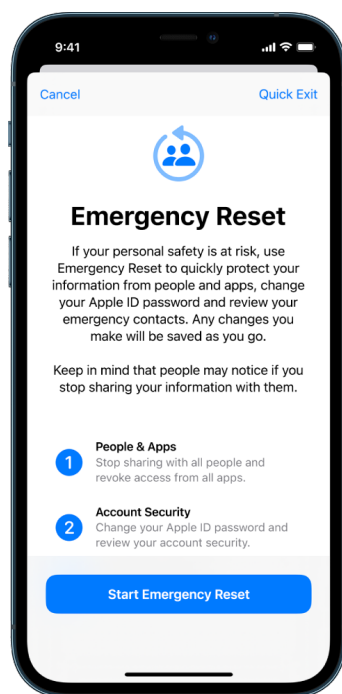 9:41
Cancel
Quick Exit
Emergency Reset
If your personal safety is at risk, use
Emergency Reset to quickly protect your
information from people and apps, change
your Apple ID password and review your
emergency contacts. Any changes you
make will be saved as you go.
Keep in mind that people may notice if you
stop sharing your information with them.
1
People & Apps
Stop sharing with all people and
revoke access from all apps.
2
Account Security
Change your Apple ID password and
review your account security.
Start Emergency Reset